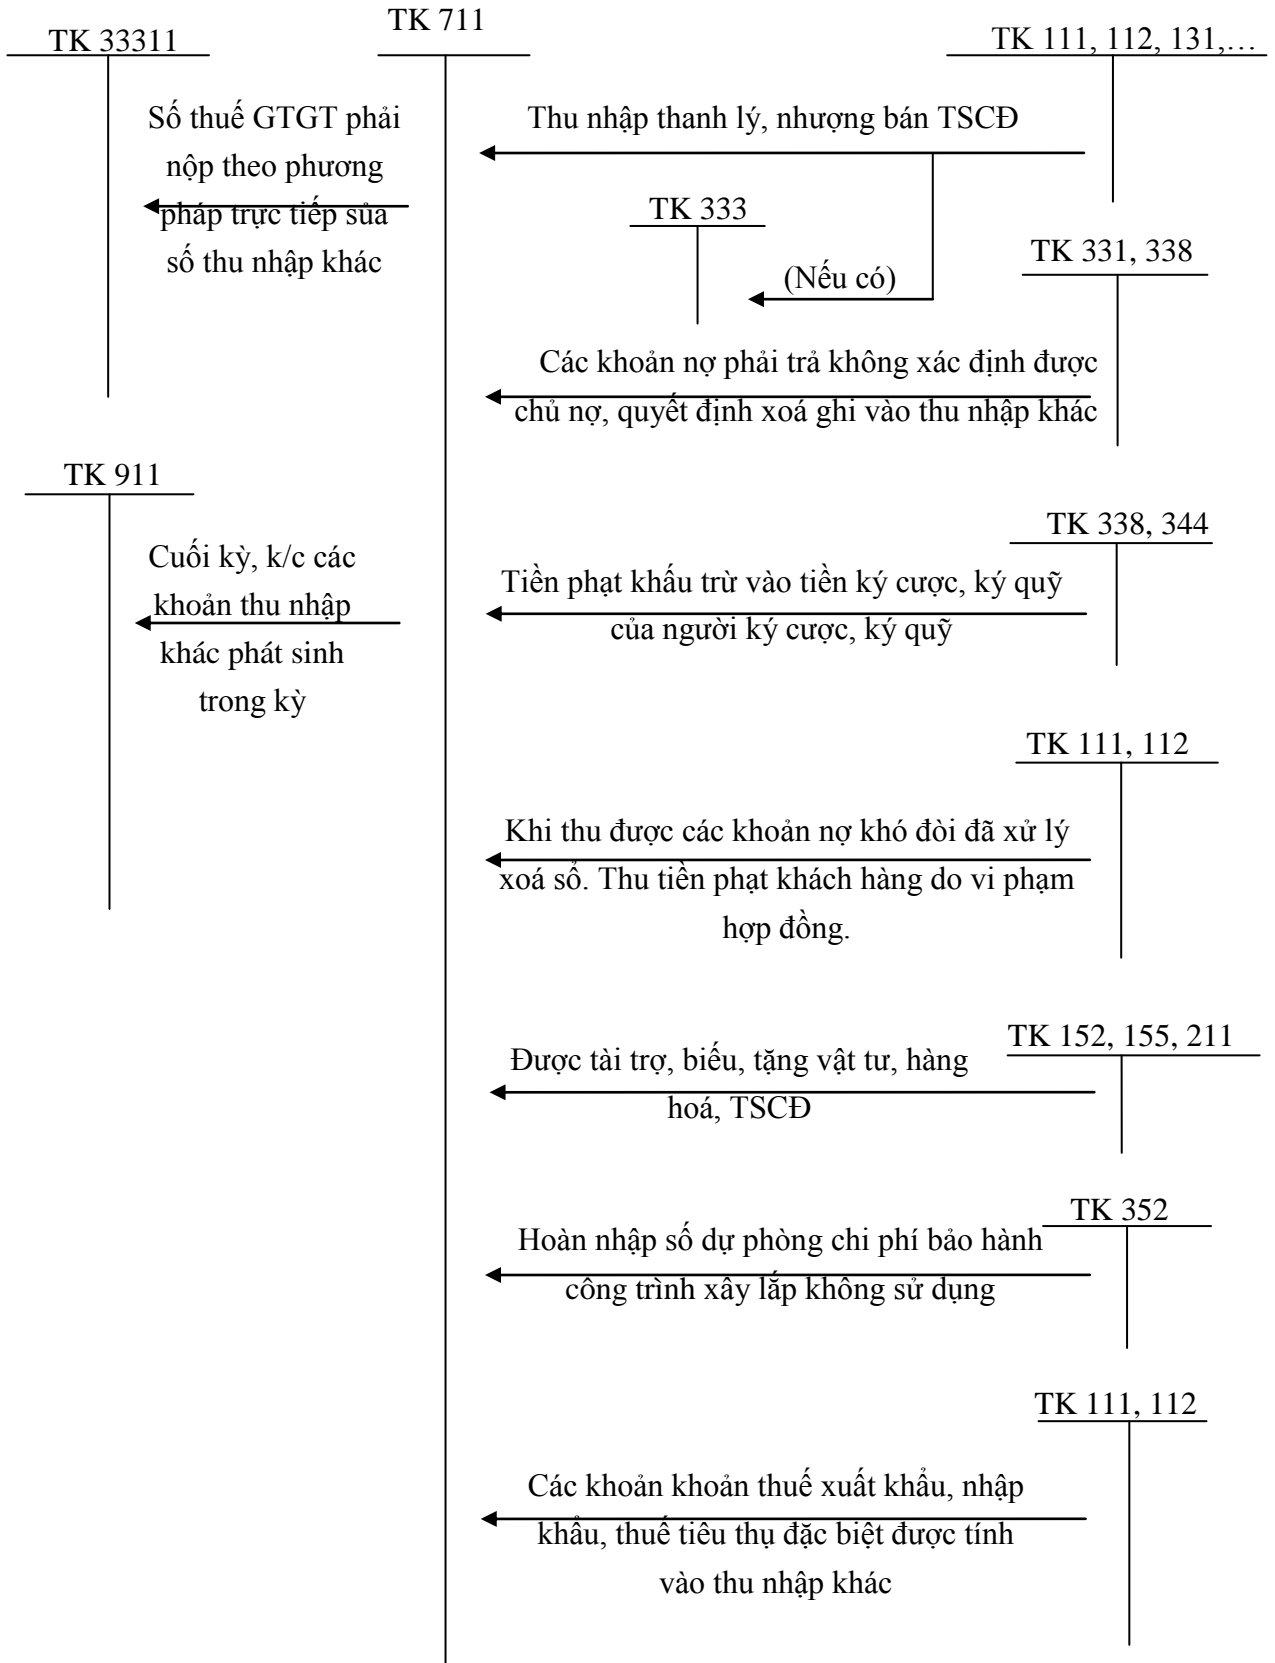 TK 33311
TK 711
TK 111, 112, 131,...
Số thuế GTGT phải
nộp theo phương
pháp trực tiếp sủa
số thu nhập khác
Thu nhập thanh lý, nhượng bán TSCĐ
TK 333
(Nếu có)
TK 331, 338
Các khoản nợ phải trả không xác định được
chủ nợ, quyết định xoá ghi vào thu nhập khác
TK 911
Cuối kỳ, k/c các
khoản thu nhập
khác phát sinh
trong kỳ
TK 338, 344
Tiền phạt khấu trừ vào tiền ký cược, ký quỹ
của người ký cược, ký quỹ
TK 111, 112
Khi thu được các khoản nợ khó đòi đã xử lý
xoá sổ. Thu tiền phạt khách hàng do vi phạm
hợp đồng.
TK 152, 155, 211
Được tài trợ, biếu, tặng vật tư, hàng
hoá, TSCĐ
TK 352
Hoàn nhập số dự phòng chi phí bảo hành
công trình xây lắp không sử dụng
TK 111, 112
Các khoản khoản thuế xuất khẩu, nhập
khẩu, thuế tiêu thụ đặc biệt được tính
vào thu nhập khác